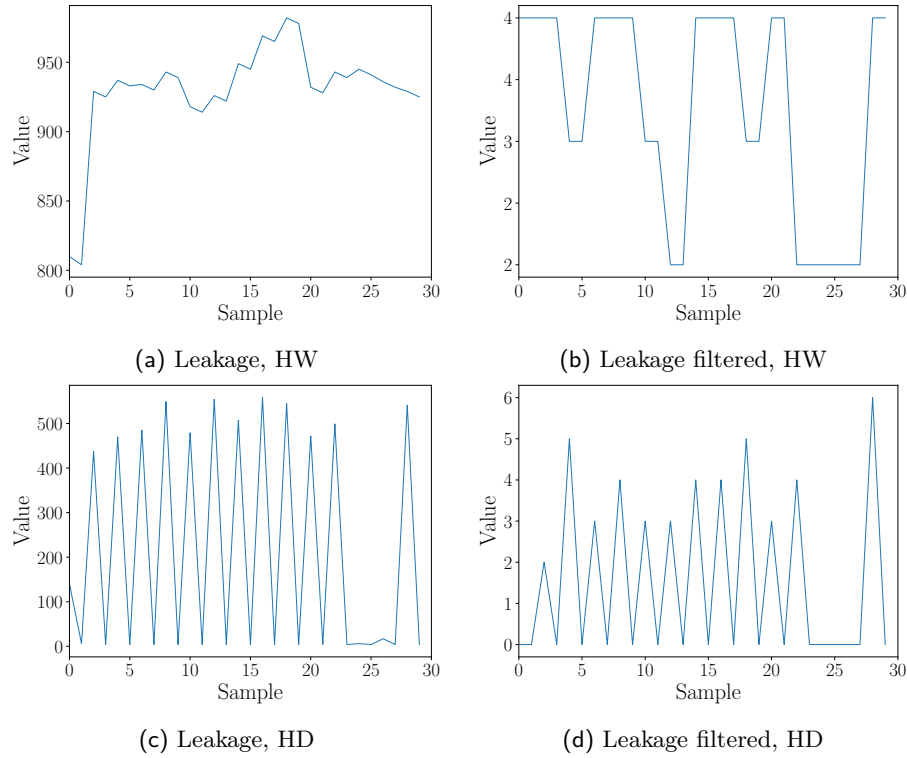 950
900
850
800
Value
0 5 10 15 20 25 30
Sample
(a) Leakage, HW
4
4
3
2
2
Value
0 5 10 15 20 25 30
Sample
(b) Leakage filtered, HW
500
400
300
200
100
0
Value
0 5 10 15 20 25 30
Sample
(c) Leakage, HD
6
5
4
3
2
1
0
Value
0 5 10 15 20 25 30
Sample
(d) Leakage filtered, HD